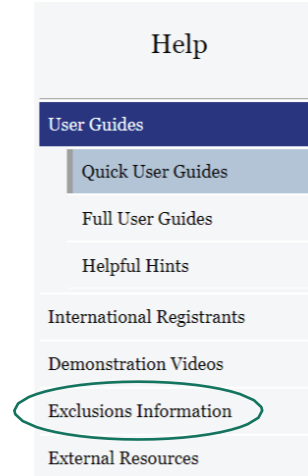 Help
User Guides
Quick User Guides
Full User Guides
Helpful Hints
International Registrants
Demonstration Videos
Exclusions Information
External Resources